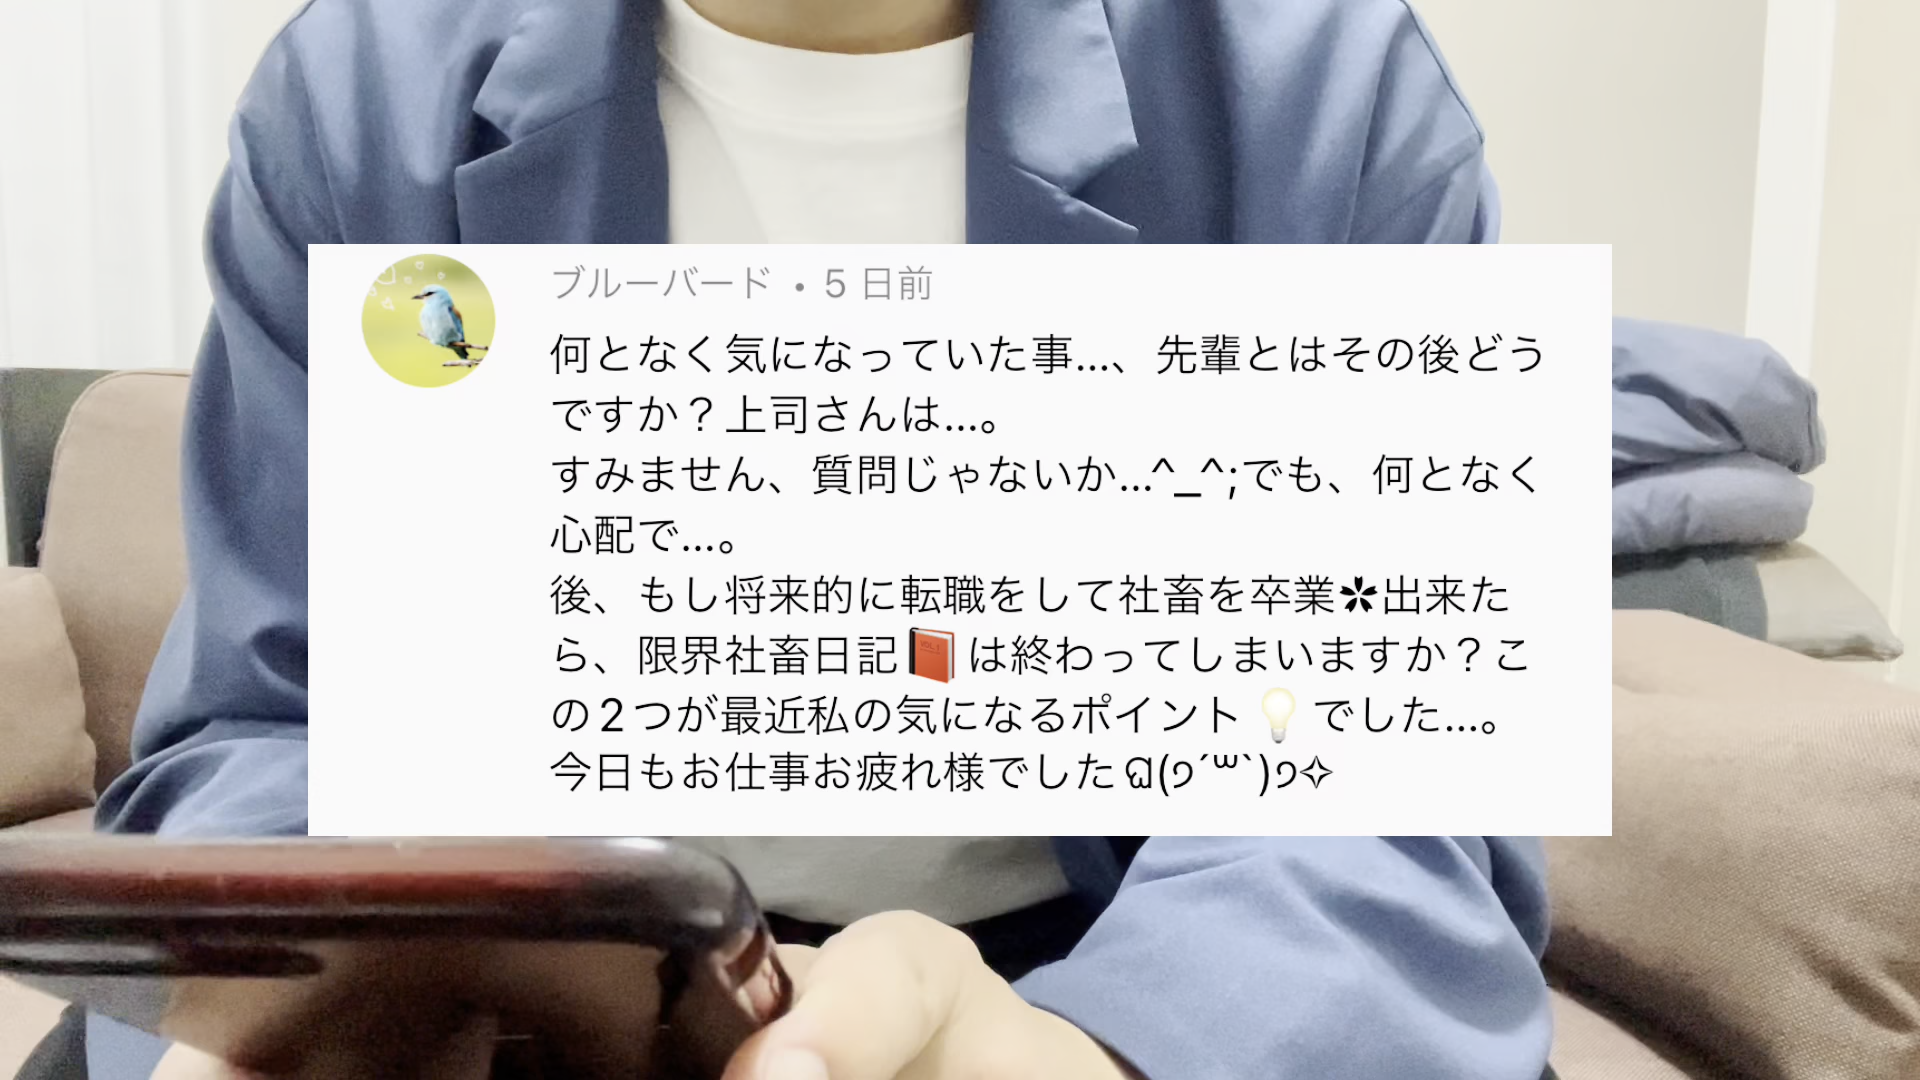 ブルーバード・5 日前
何となく気になっていた事...、先輩とはその後どう
ですか？上司さんは...。
すみません、質問じゃないか...^_^;でも、何となく
心配で...。
後、もし将来的に転職をして社畜を卒業✲出来た
ら、限界社畜日記📕は終わってしまいますか？こ
の2つが最近私の気になるポイント💡でした...。
今日もお仕事お疲れ様でしたଘ(੭ˊ꒳​ˋ)੭✧